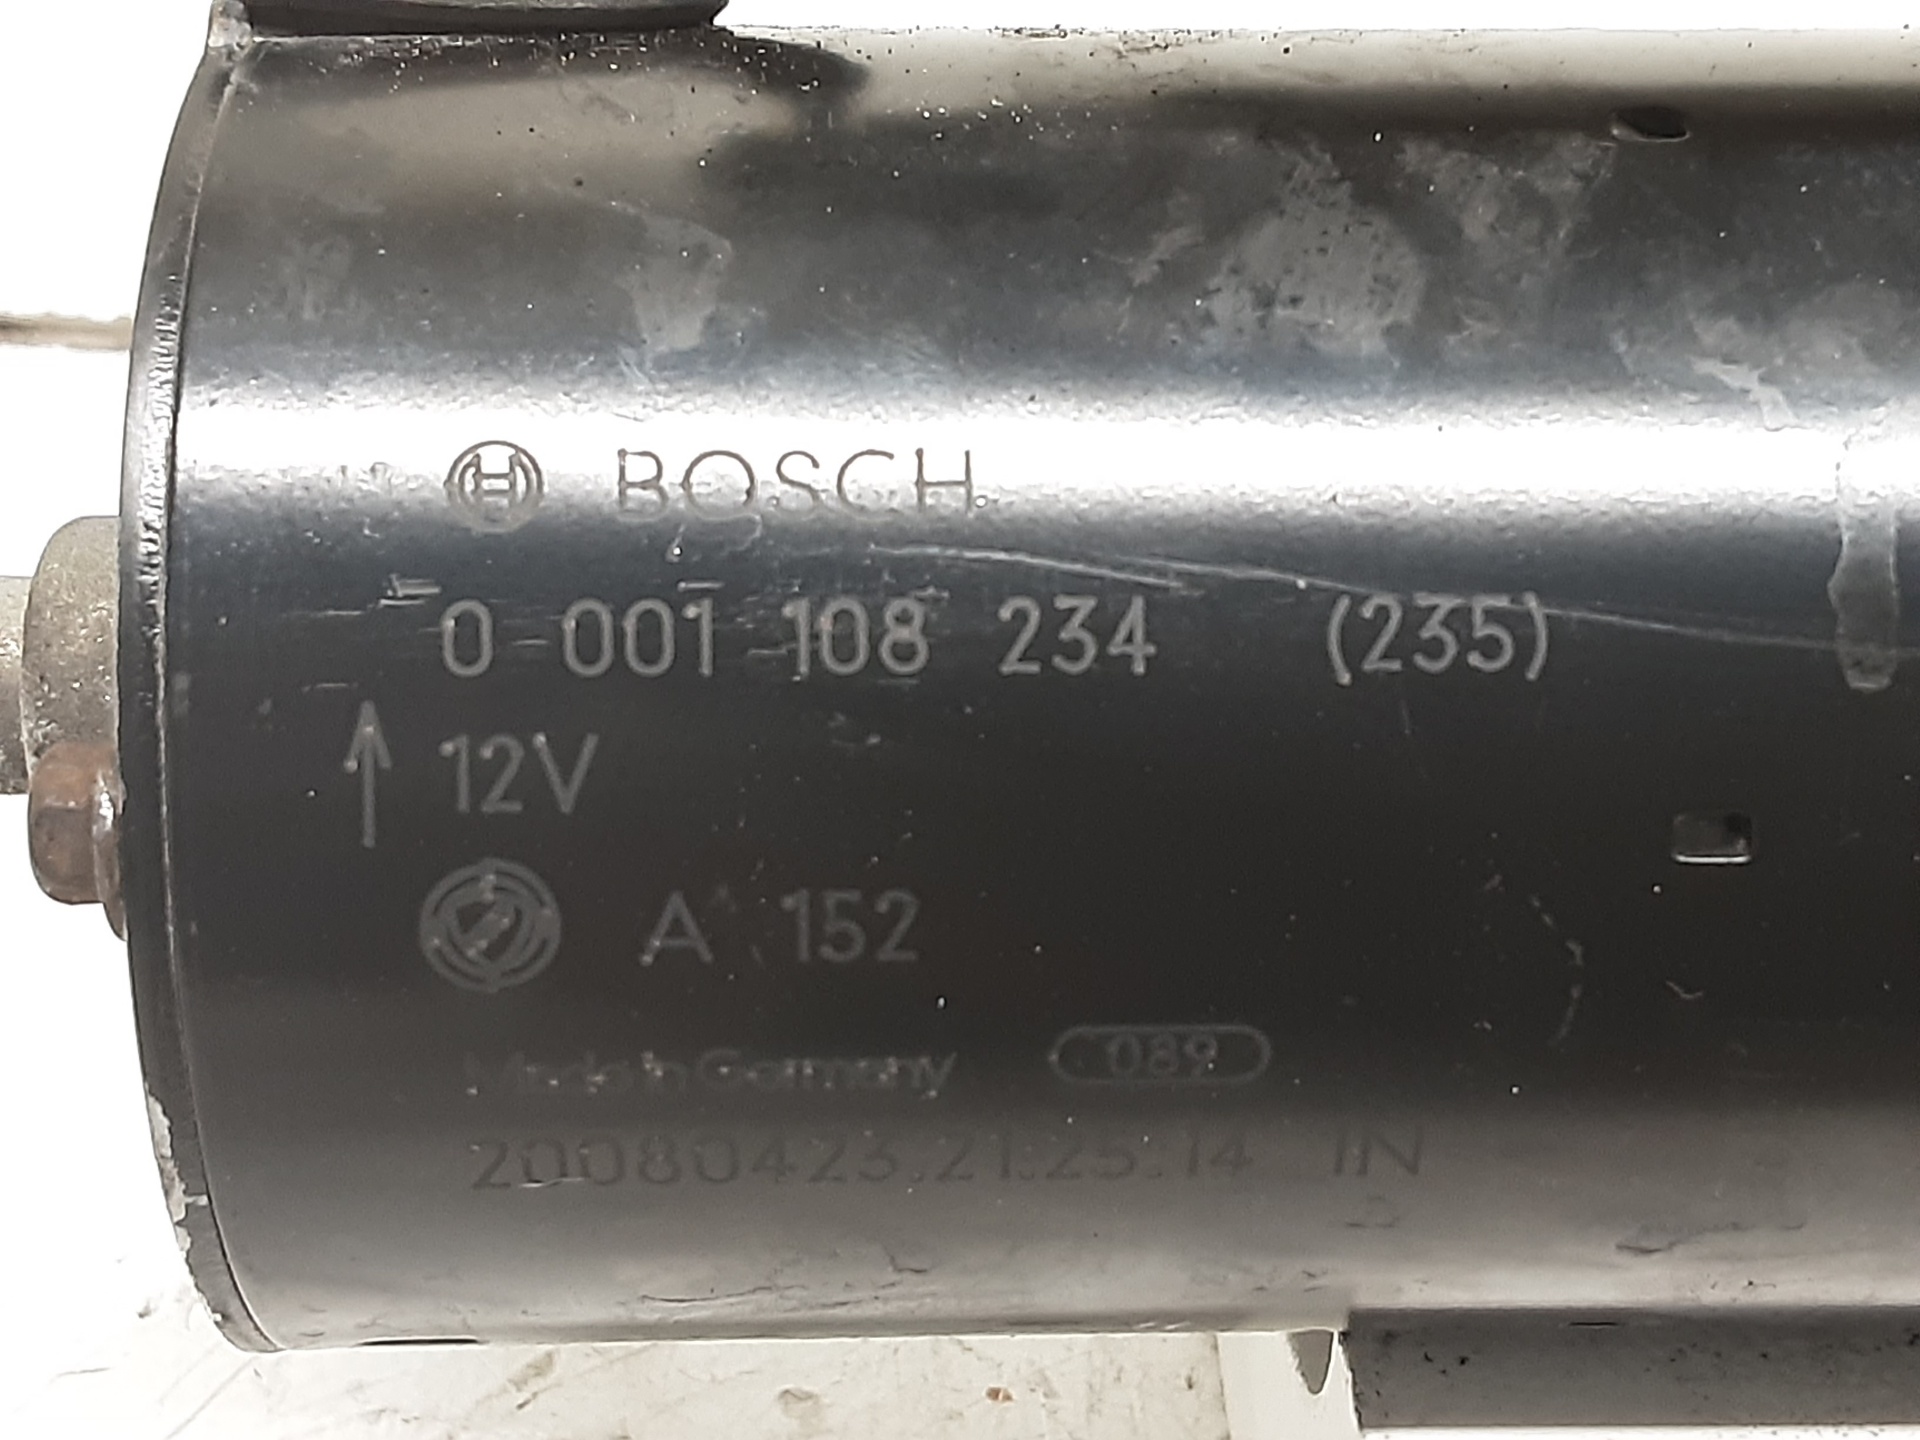 BOSCH
0 001 108 234 (235)
↑ 12V
A 152
Made in Germany 089
20080423.21.25.14 IN